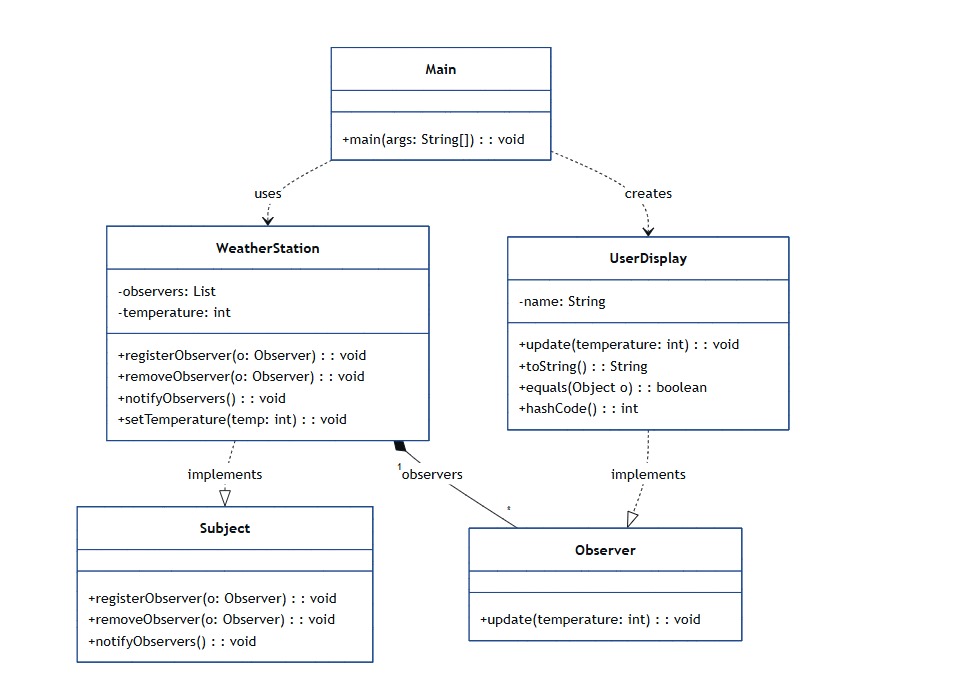 Main
+main(args: String[]) : : void
uses
creates
WeatherStation
-observers: List
-temperature: int
+registerObserver(o: Observer) : : void
+removeObserver(o: Observer) : : void
+notifyObservers() : : void
+setTemperature(temp: int) : : void
UserDisplay
-name: String
+update(temperature: int) : : void
+toString() : : String
+equals(Object o) : : boolean
+hashCode() : : int
implements
1
observers
*
implements
Subject
+registerObserver(o: Observer) : : void
+removeObserver(o: Observer) : : void
+notifyObservers() : : void
Observer
+update(temperature: int) : : void